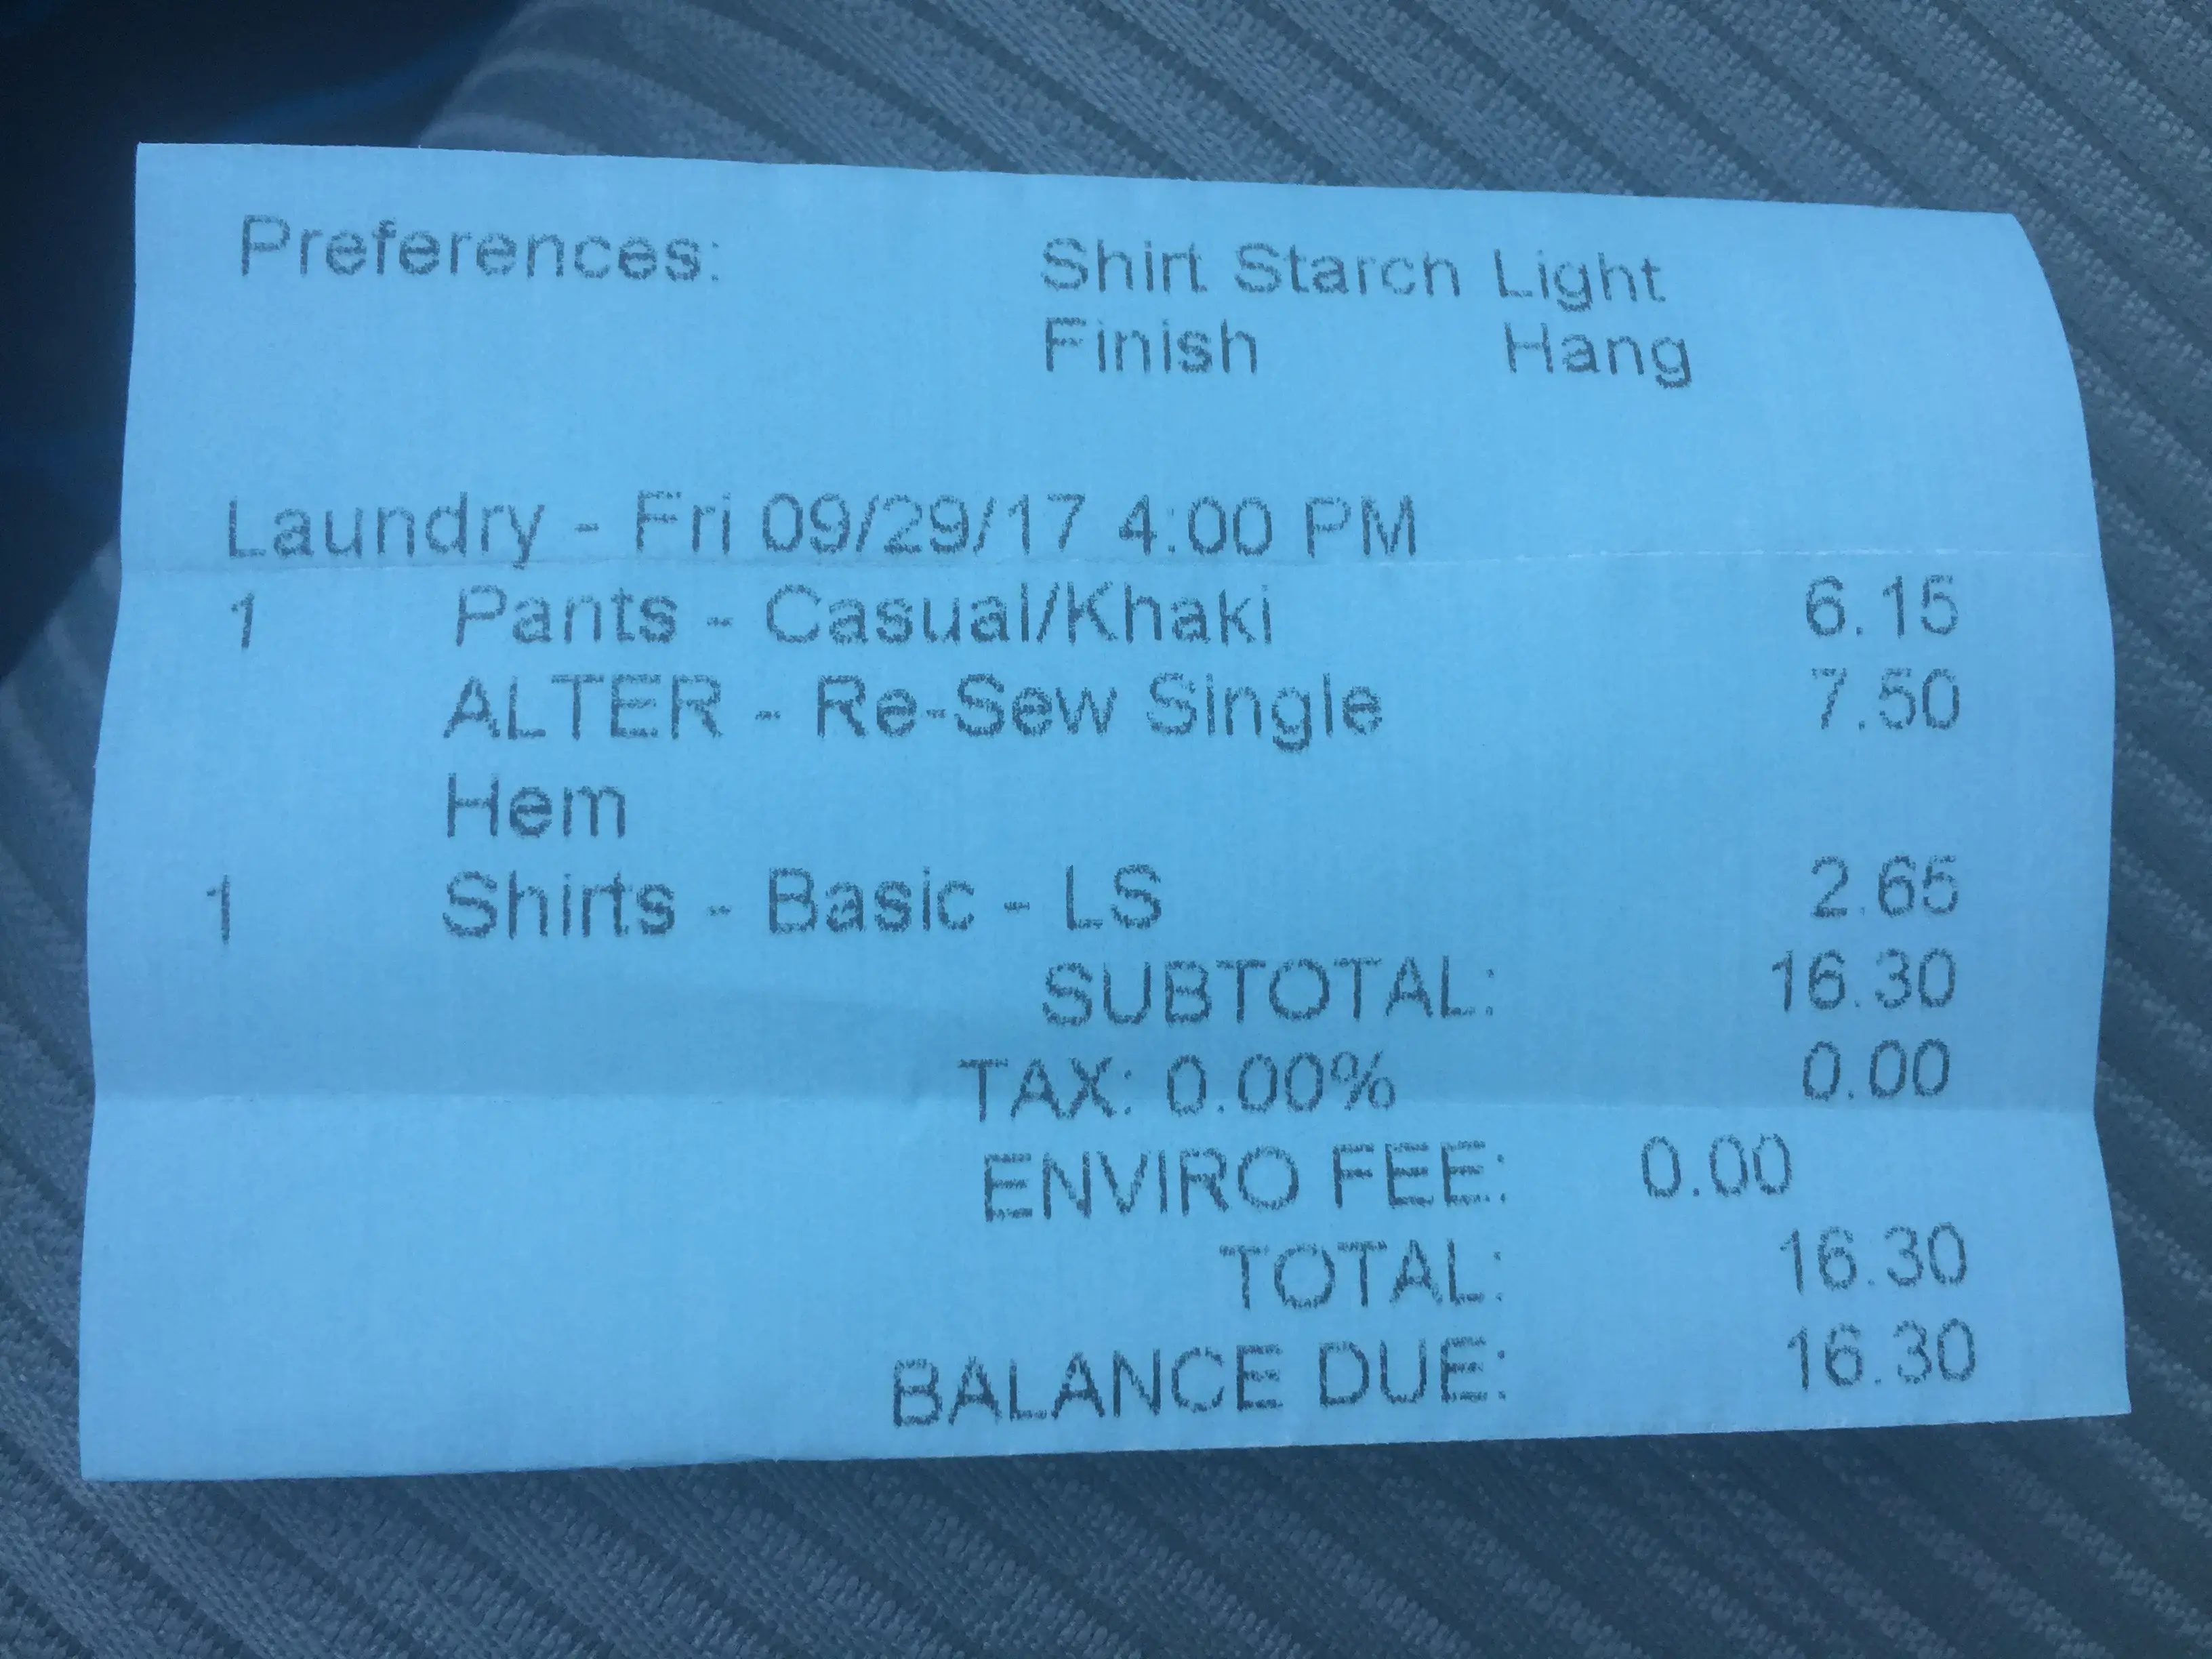 Preferences: Shirt Starch Light
Finish Hang
Laundry - Fri 09/29/17 4:00 PM
1 Pants - Casual/Khaki 6.15
ALTER - Re-Sew Single 7.50
Hem
1 Shirts - Basic - LS 2.65
SUBTOTAL: 16.30
TAX: 0.00% 0.00
ENVIRO FEE: 0.00
TOTAL: 16.30
BALANCE DUE: 16.30